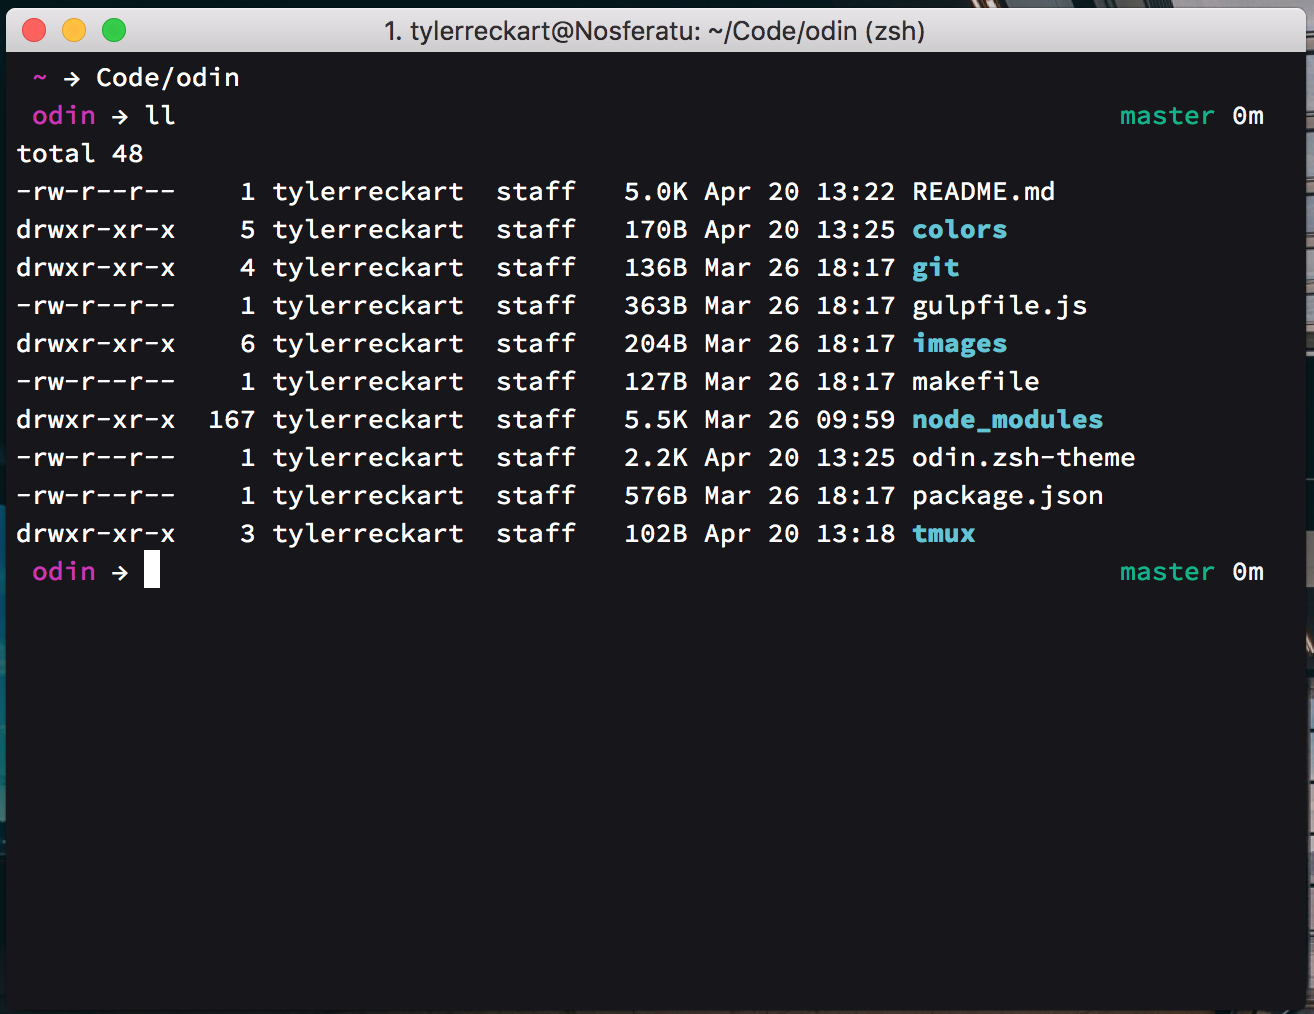 1. tylerreckart@Nosferatu: ~/Code/odin (zsh)
~ → Code/odin
odin → ll master 0m
total 48
-rw-r--r-- 1 tylerreckart staff 5.0K Apr 20 13:22 README.md
drwxr-xr-x 5 tylerreckart staff 170B Apr 20 13:25 colors
drwxr-xr-x 4 tylerreckart staff 136B Mar 26 18:17 git
-rw-r--r-- 1 tylerreckart staff 363B Mar 26 18:17 gulpfile.js
drwxr-xr-x 6 tylerreckart staff 204B Mar 26 18:17 images
-rw-r--r-- 1 tylerreckart staff 127B Mar 26 18:17 makefile
drwxr-xr-x 167 tylerreckart staff 5.5K Mar 26 09:59 node_modules
-rw-r--r-- 1 tylerreckart staff 2.2K Apr 20 13:25 odin.zsh-theme
-rw-r--r-- 1 tylerreckart staff 576B Mar 26 18:17 package.json
drwxr-xr-x 3 tylerreckart staff 102B Apr 20 13:18 tmux
odin → master 0m